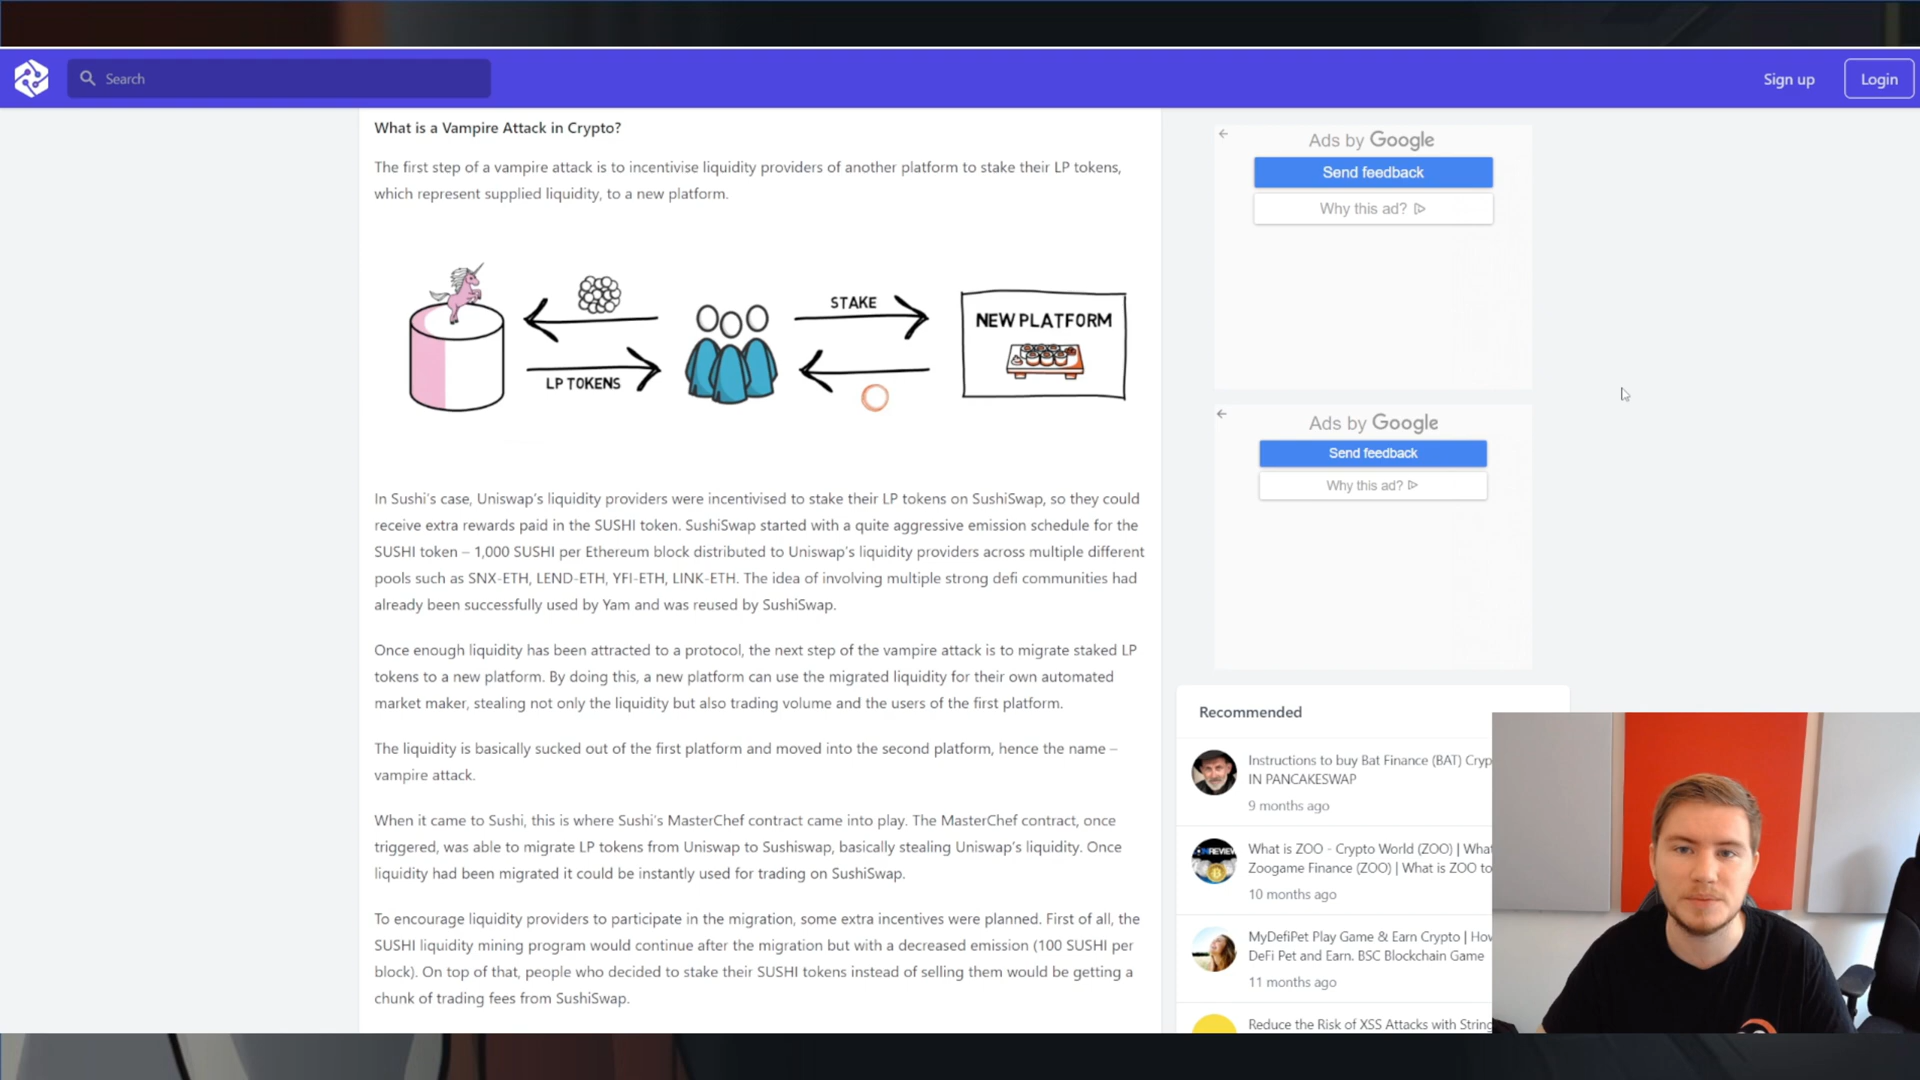 Search
Sign up
Login
What is a Vampire Attack in Crypto?
The first step of a vampire attack is to incentivise liquidity providers of another platform to stake their LP tokens,
which represent supplied liquidity, to a new platform.
STAKE
LP TOKENS
NEW PLATFORM
In Sushi's case, Uniswap's liquidity providers were incentivised to stake their LP tokens on SushiSwap, so they could
receive extra rewards paid in the SUSHI token. SushiSwap started with a quite aggressive emission schedule for the
SUSHI token – 1,000 SUSHI per Ethereum block distributed to Uniswap's liquidity providers across multiple different
pools such as SNX-ETH, LEND-ETH, YFI-ETH, LINK-ETH. The idea of involving multiple strong defi communities had
already been successfully used by Yam and was reused by SushiSwap.
Once enough liquidity has been attracted to a protocol, the next step of the vampire attack is to migrate staked LP
tokens to a new platform. By doing this, a new platform can use the migrated liquidity for their own automated
market maker, stealing not only the liquidity but also trading volume and the users of the first platform.
The liquidity is basically sucked out of the first platform and moved into the second platform, hence the name –
vampire attack.
When it came to Sushi, this is where Sushi's MasterChef contract came into play. The MasterChef contract, once
triggered, was able to migrate LP tokens from Uniswap to Sushiswap, basically stealing Uniswap's liquidity. Once
liquidity had been migrated it could be instantly used for trading on SushiSwap.
To encourage liquidity providers to participate in the migration, some extra incentives were planned. First of all, the
SUSHI liquidity mining program would continue after the migration but with a decreased emission (100 SUSHI per
block). On top of that, people who decided to stake their SUSHI tokens instead of selling them would be getting a
chunk of trading fees from SushiSwap.
Ads by Google
Send feedback
Why this ad?
Ads by Google
Send feedback
Why this ad?
Recommended
Instructions to buy Bat Finance (BAT) Cryp
IN PANCAKESWAP
9 months ago
What is ZOO - Crypto World (ZOO) | What
Zoogame Finance (ZOO) | What is ZOO to
10 months ago
MyDefiPet Play Game & Earn Crypto | How
DeFi Pet and Earn. BSC Blockchain Game
11 months ago
Reduce the Risk of XSS Attacks with String